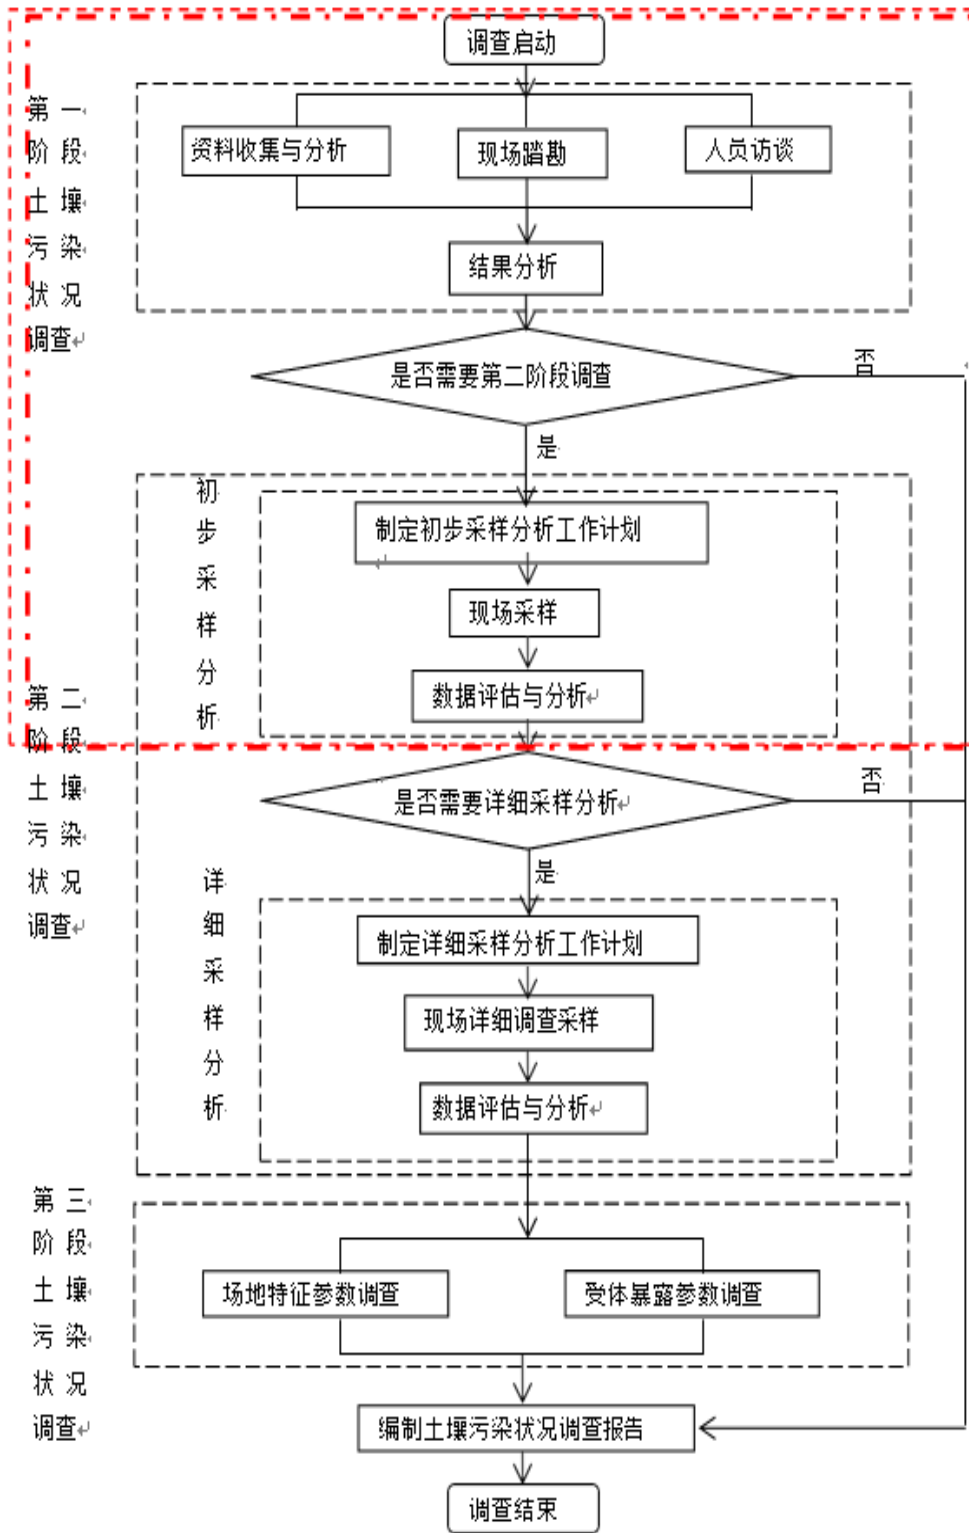 调查启动
第一
阶段
土壤
污染
状况
调查
资料收集与分析
现场踏勘
人员访谈
结果分析
是否需要第二阶段调查
否
是
初
步
采
样
分
析
制定初步采样分析工作计划
现场采样
数据评估与分析
第二
阶段
土壤
污染
状况
调查
是否需要详细采样分析
否
是
详
细
采
样
分
析
制定详细采样分析工作计划
现场详细调查采样
数据评估与分析
第三
阶段
土壤
污染
状况
调查
场地特征参数调查
受体暴露参数调查
编制土壤污染状况调查报告
调查结束